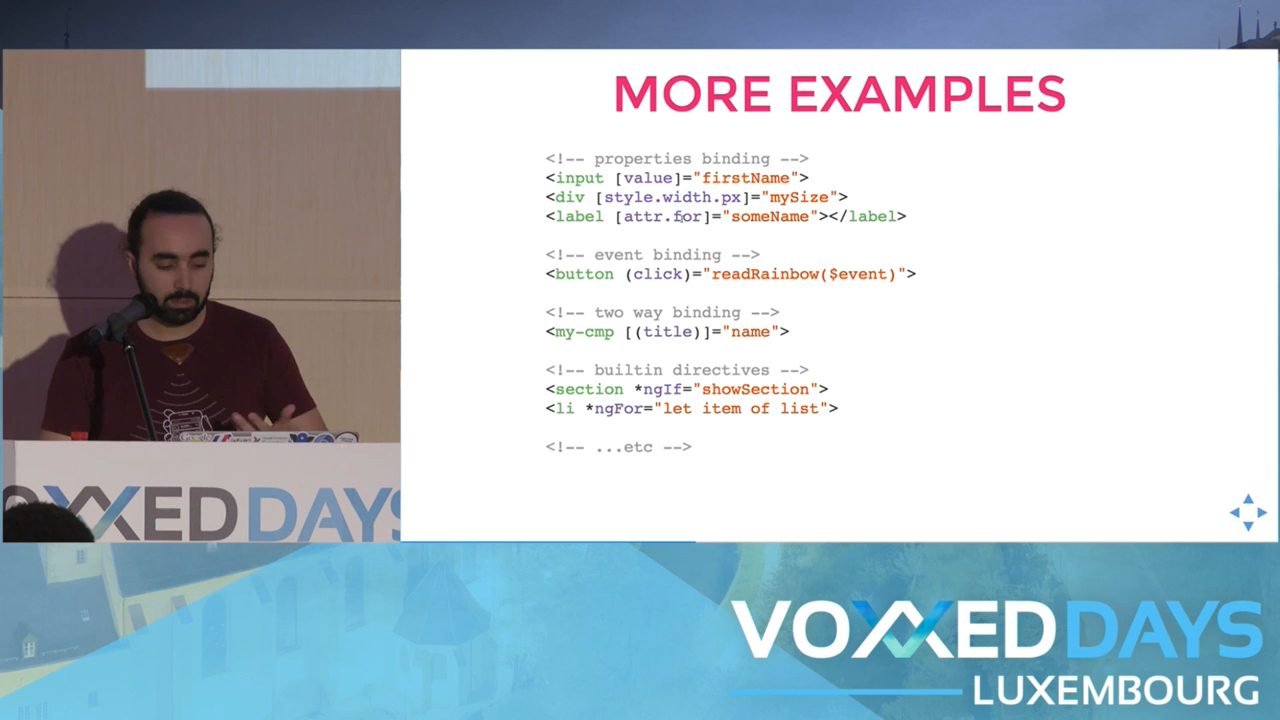 MORE EXAMPLES
<!-- properties binding -->
<input [value]="firstName">
<div [style.width.px]="mySize">
<label [attr.for]="someName"></label>
<!-- event binding -->
<button (click)="readRainbow($event)">
<!-- two way binding -->
<my-cmp [(title)]="name">
<!-- builtin directives -->
<section *ngIf="showSection">
<li *ngFor="let item of list">
<!-- ...etc -->
VOXXED DAYS
VOXXED DAYS
LUXEMBOURG